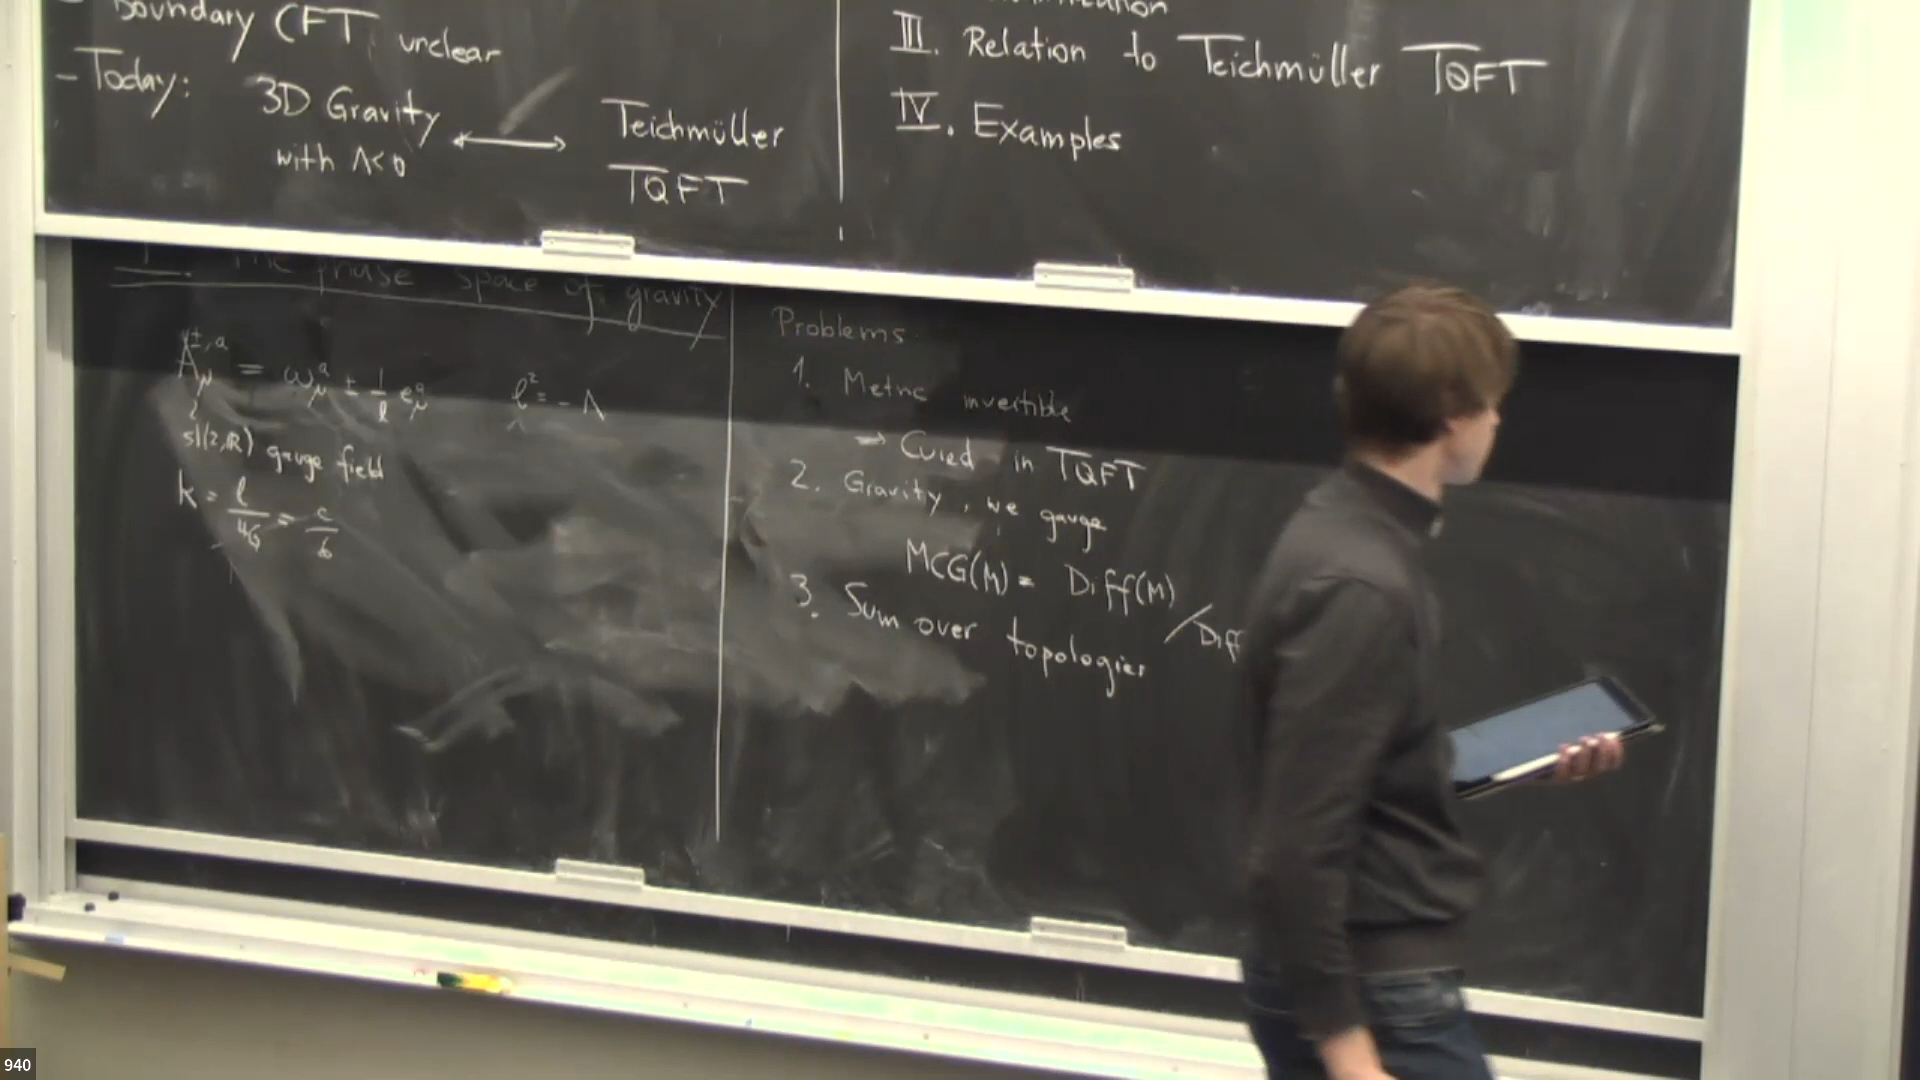 - boundary CFT unclear
- Today: 3D Gravity with Λ<0 ⟷ Teichmüller TQFT
III. Relation to Teichmüller TQFT
IV. Examples
I. The phase space of gravity
A_μ^{±,a} = ω_μ^a ± 1/ℓ e_μ^a ℓ² = -Λ
sl(2,R) gauge field
k = ℓ/4G = c/6
Problems
1. Metric invertible
→ Cured in TQFT
2. Gravity, we gauge
MCG(M) = Diff(M) / Diff
3. Sum over topologies
940